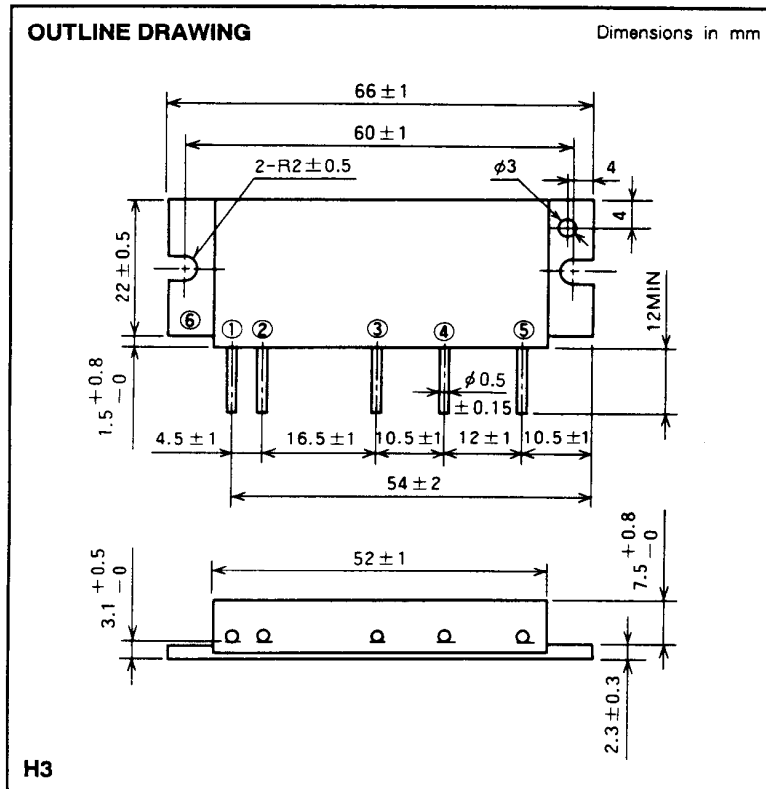 OUTLINE DRAWING
Dimensions in mm
66±1
60±1
2-R2±0.5
φ3
4
4
22±0.5
12MIN
⑥
① ② ③ ④ ⑤
φ0.5
±0.15
1.5 +0.8 -0
4.5±1
16.5±1
10.5±1
12±1
10.5±1
54±2
3.1 +0.5 -0
52±1
7.5 +0.8 -0
2.3±0.3
H3